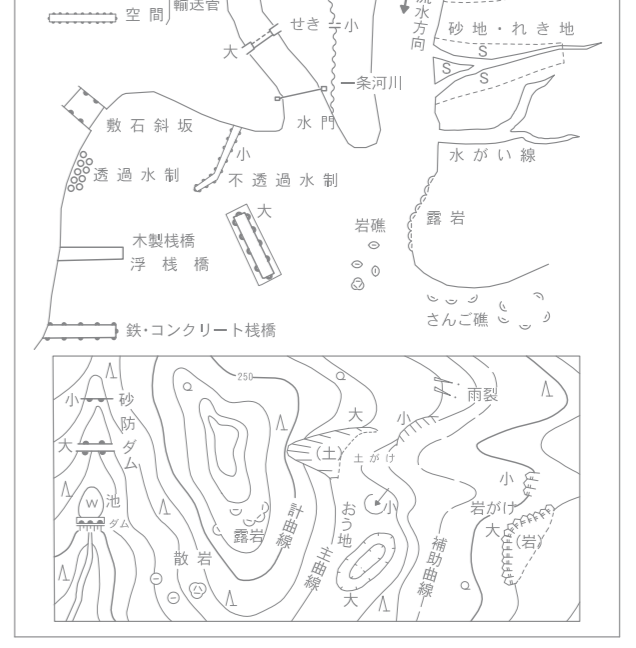 輸送管
空間
せき
小
大
流水方向
砂地・れき地
S
S
S
一条河川
敷石斜坂
水門
水がい線
小
透過水制
不透過水制
大
岩礁
露岩
木製桟橋
浮桟橋
さんご礁
鉄・コンクリート桟橋
250
小
砂防ダム
大
雨裂
大
小
(土)
土がけ
小
W
池
ダム
露岩
計曲線
主曲線
おう地
小
岩がけ
大
(岩)
散岩
補助曲線
大